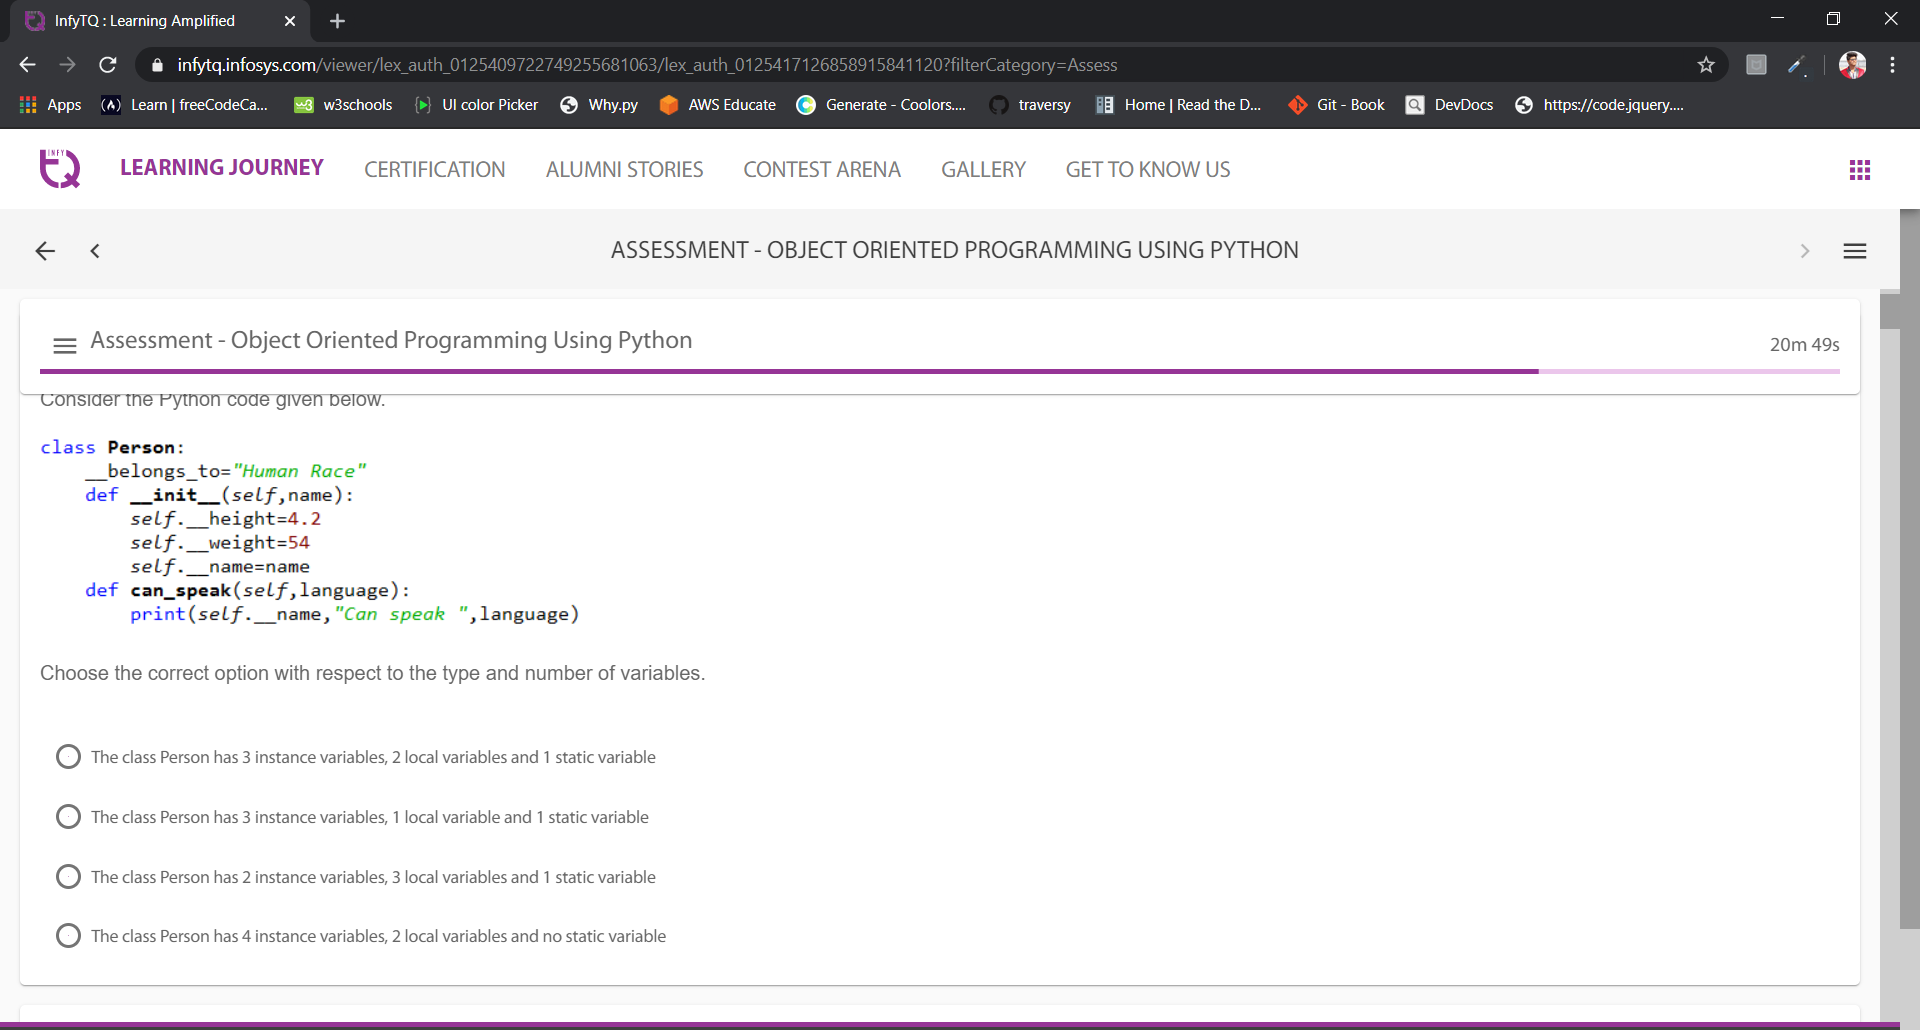 InfyTQ : Learning Amplified
infytq.infosys.com/viewer/lex_auth_0125409722749255681063/lex_auth_0125417126858915841120?filterCategory=Assess
Apps Learn | freeCodeCa... w3schools UI color Picker Why.py AWS Educate Generate - Coolors.... traversy Home | Read the D... Git - Book DevDocs https://code.jquery....
INFY TQ LEARNING JOURNEY CERTIFICATION ALUMNI STORIES CONTEST ARENA GALLERY GET TO KNOW US
ASSESSMENT - OBJECT ORIENTED PROGRAMMING USING PYTHON
Assessment - Object Oriented Programming Using Python 20m 49s
Consider the Python code given below.
class Person:
    __belongs_to="Human Race"
    def __init__(self,name):
        self.__height=4.2
        self.__weight=54
        self.__name=name
    def can_speak(self,language):
        print(self.__name,"Can speak ",language)
Choose the correct option with respect to the type and number of variables.
The class Person has 3 instance variables, 2 local variables and 1 static variable
The class Person has 3 instance variables, 1 local variable and 1 static variable
The class Person has 2 instance variables, 3 local variables and 1 static variable
The class Person has 4 instance variables, 2 local variables and no static variable